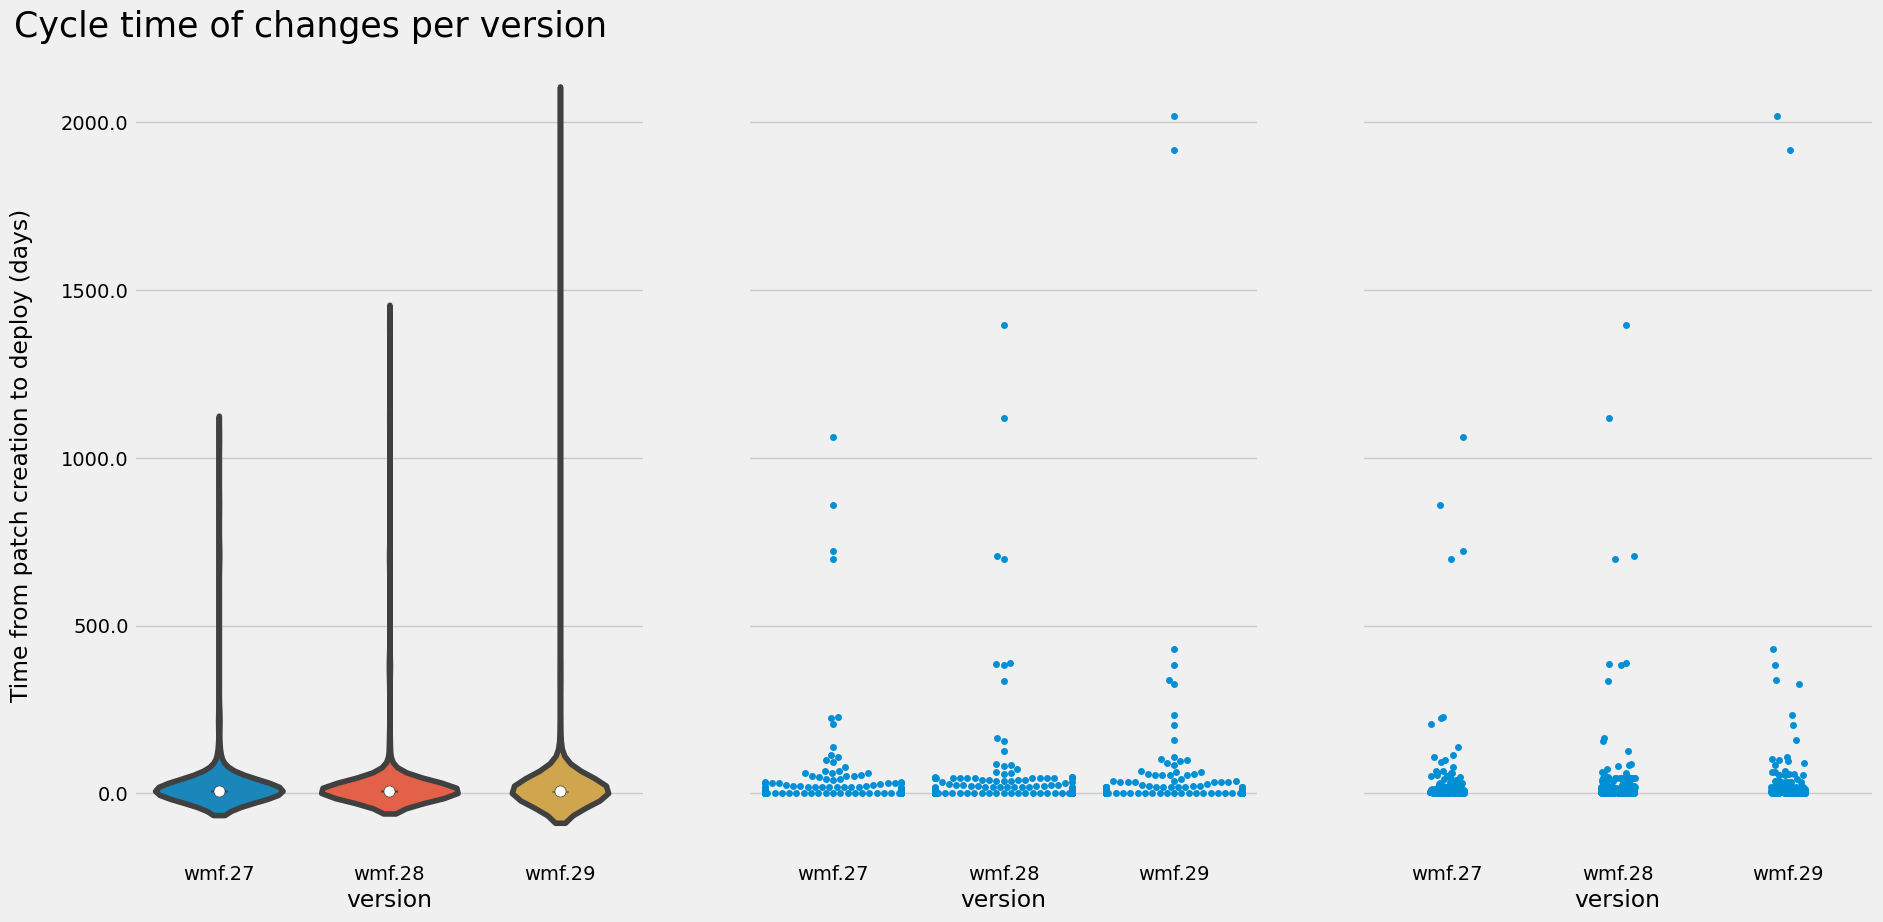 Cycle time of changes per version
Time from patch creation to deploy (days)
2000.0
1500.0
1000.0
500.0
0.0
wmf.27 wmf.28 wmf.29
version
wmf.27 wmf.28 wmf.29
version
wmf.27 wmf.28 wmf.29
version